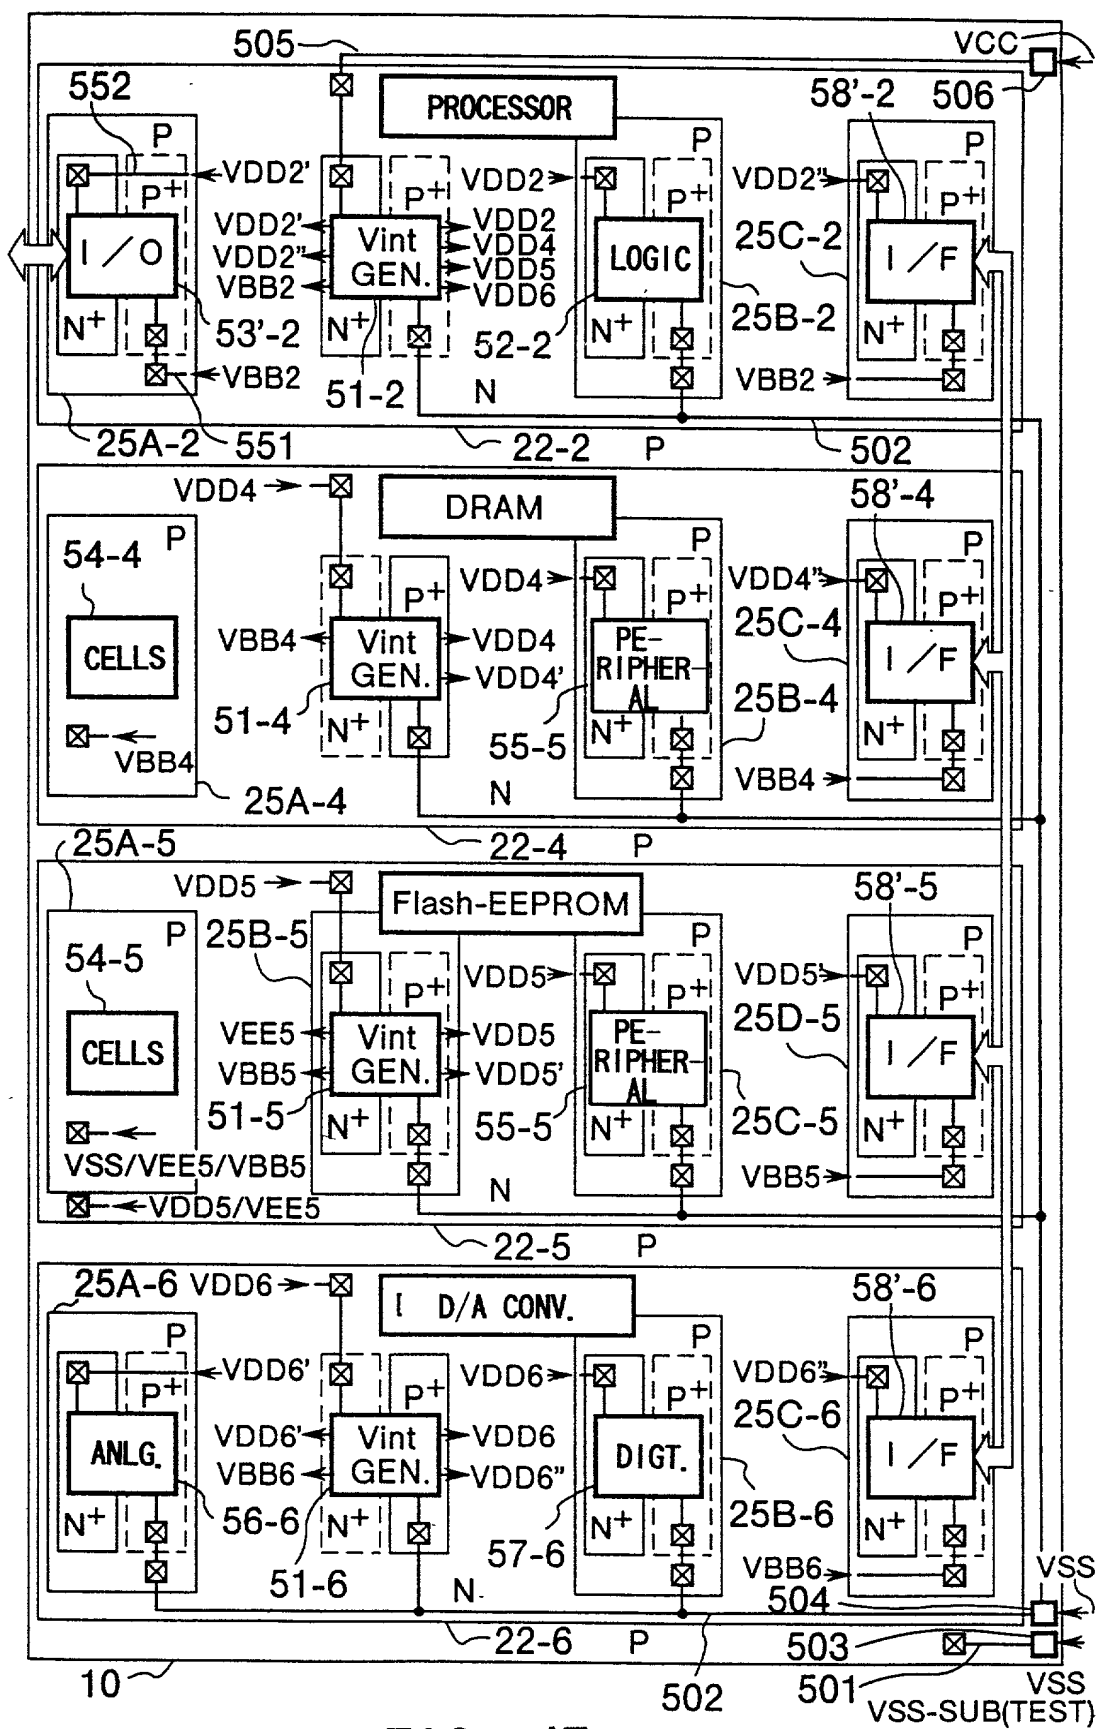 505
VCC
506
552
PROCESSOR
58'-2
P
P
P
VDD2'
P+
P+
VDD2
P+
VDD2"
P+
VDD2'
VDD2"
VBB2
Vint
GEN.
VDD2
VDD4
VDD5
VDD6
I/O
LOGIC
25C-2
I/F
N+
53'-2
N+
52-2
N+
25B-2
N+
VBB2
51-2
N
VBB2
25A-2
551
22-2
P
502
VDD4
DRAM
58'-4
P
P
P
54-4
P+
VDD4
P+
VDD4"
P+
CELLS
VBB4
Vint
GEN.
VDD4
VDD4'
PE-
RIPHER-
AL
25C-4
I/F
51-4
N+
55-5
N+
25B-4
N+
VBB4
VBB4
25A-4
N
22-4
P
25A-5
VDD5
Flash-EEPROM
58'-5
P
25B-5
P
P
54-5
P+
VDD5
P+
VDD5'
P+
CELLS
VEE5
VBB5
Vint
GEN.
VDD5
VDD5'
PE-
RIPHER-
AL
25D-5
I/F
51-5
N+
55-5
N+
25C-5
N+
VSS/VEE5/VBB5
VBB5
VDD5/VEE5
N
22-5
P
25A-6
VDD6
I D/A CONV.
58'-6
P
P
P
VDD6'
P+
P+
VDD6
P+
VDD6"
P+
ANLG.
VDD6'
VBB6
Vint
GEN.
VDD6
VDD6"
DIGT.
25C-6
I/F
N+
56-6
N+
51-6
57-6
N+
25B-6
N+
VBB6
N
VSS
504
22-6
P
503
10
502
501
VSS
VSS-SUB(TEST)